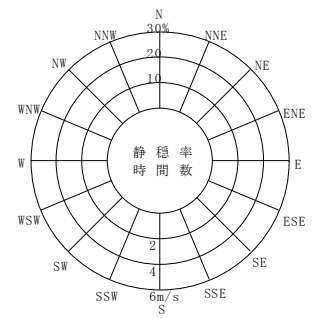 N
30%
NNW
NNE
20
NW
NE
10
WNW
ENE
静 穏 率
W
E
時 間 数
WSW
ESE
2
SW
SE
4
SSW
6m/s
SSE
S